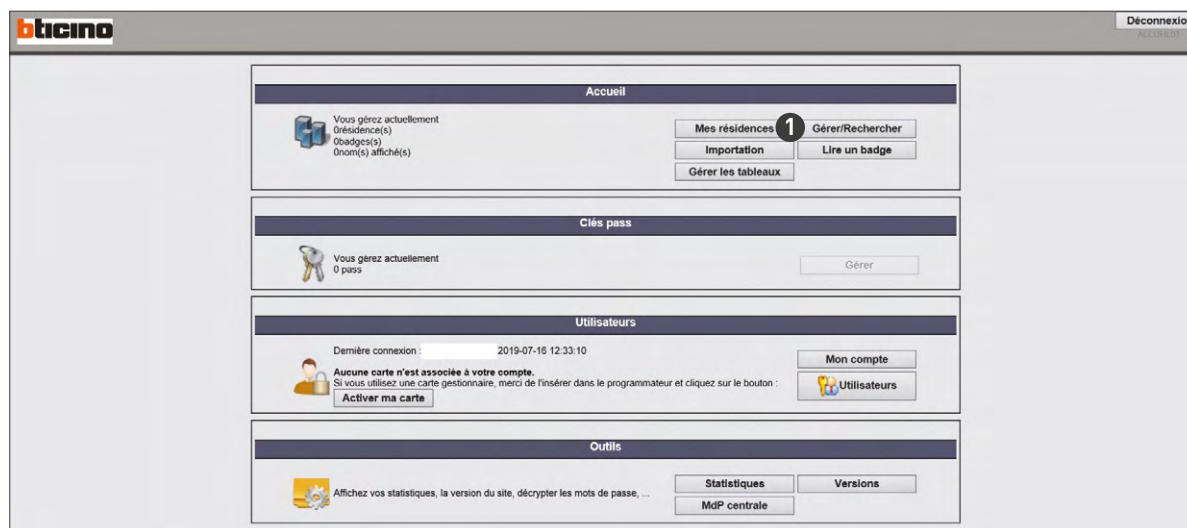 bticino
Déconnexio
ACCUEIL01
Accueil
Vous gérez actuellement
0résidence(s)
0badges(s)
0nom(s) affiché(s)
Mes résidences 1 Gérer/Rechercher
Importation Lire un badge
Gérer les tableaux
Clés pass
Vous gérez actuellement
0 pass
Gérer
Utilisateurs
Dernière connexion : 2019-07-16 12:33:10
Mon compte
Aucune carte n'est associée à votre compte.
Si vous utilisez une carte gestionnaire, merci de l'insérer dans le programmateur et cliquez sur le bouton :
Utilisateurs
Activer ma carte
Outils
Affichez vos statistiques, la version du site, décrypter les mots de passe, ...
Statistiques Versions
MdP centrale